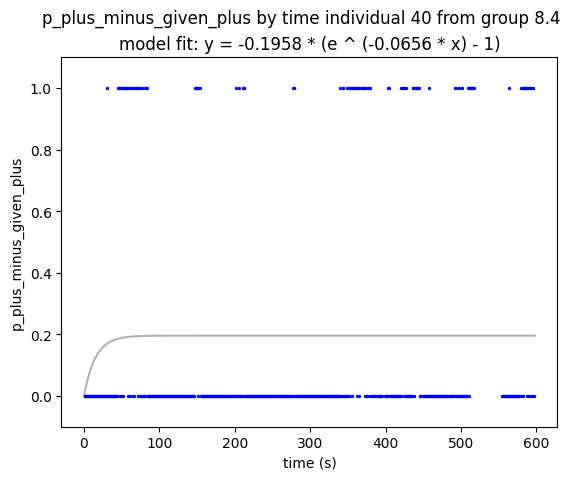 p_plus_minus_given_plus by time individual 40 from group 8.4
model fit: y = -0.1958 * (e ^ (-0.0656 * x) - 1)
1.0
0.8
0.6
0.4
0.2
0.0
p_plus_minus_given_plus
0 100 200 300 400 500 600
time (s)